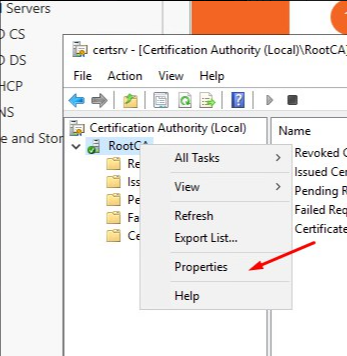 Servers
CS
DS
HCP
NS
e and Stor
certsrv - [Certification Authority (Local)\RootCA]
File Action View Help
Certification Authority (Local)
RootCA
Re
Iss
Pe
Fa
Ce
All Tasks
View
Refresh
Export List...
Properties
Help
Name
Revoked C
Issued Cer
Pending R
Failed Req
Certificate